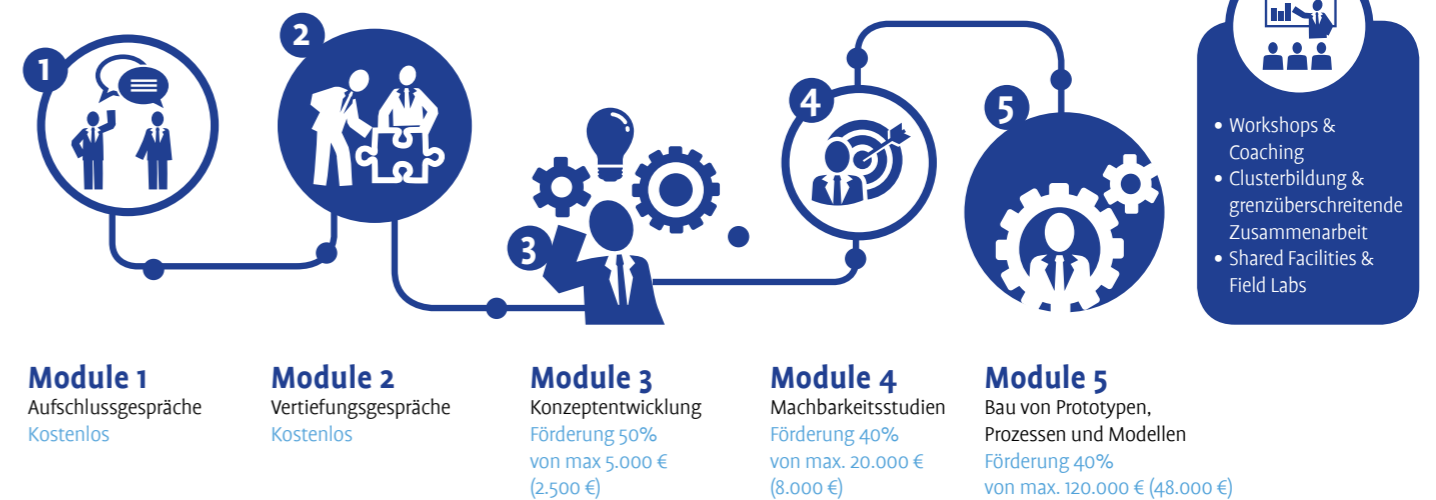 1
2
3
4
5
• Workshops &
Coaching
• Clusterbildung &
grenzüberschreitende
Zusammenarbeit
• Shared Facilities &
Field Labs
Module 1
Aufschlussgespräche
Kostenlos
Module 2
Vertiefungsgespräche
Kostenlos
Module 3
Konzeptentwicklung
Förderung 50%
von max 5.000 €
(2.500 €)
Module 4
Machbarkeitsstudien
Förderung 40%
von max. 20.000 €
(8.000 €)
Module 5
Bau von Prototypen,
Prozessen und Modellen
Förderung 40%
von max. 120.000 € (48.000 €)